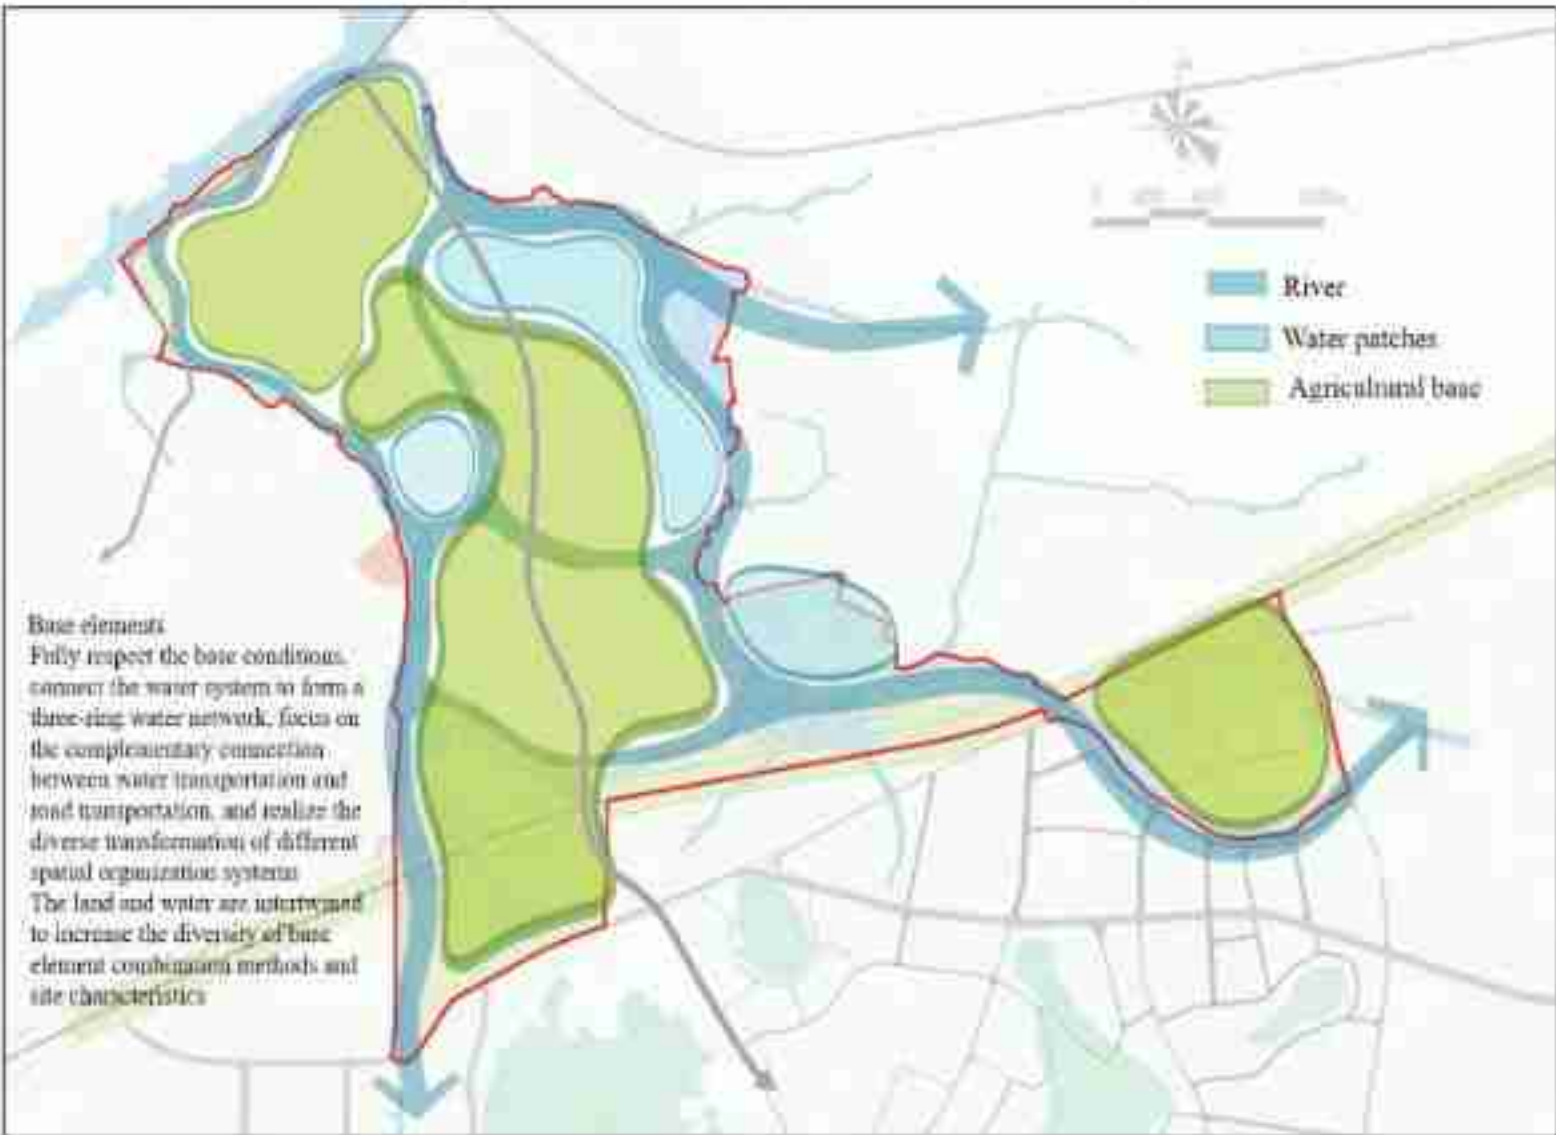 River
Water patches
Agricultural base
Base elements
Fully respect the base conditions,
connect the water system to form a
three-ring water network, focus on
the complementary connection
between water transportation and
road transportation, and realize the
diverse transformation of different
spatial organization systems
The land and water are intertwined
to increase the diversity of base
element combination methods and
site characteristics